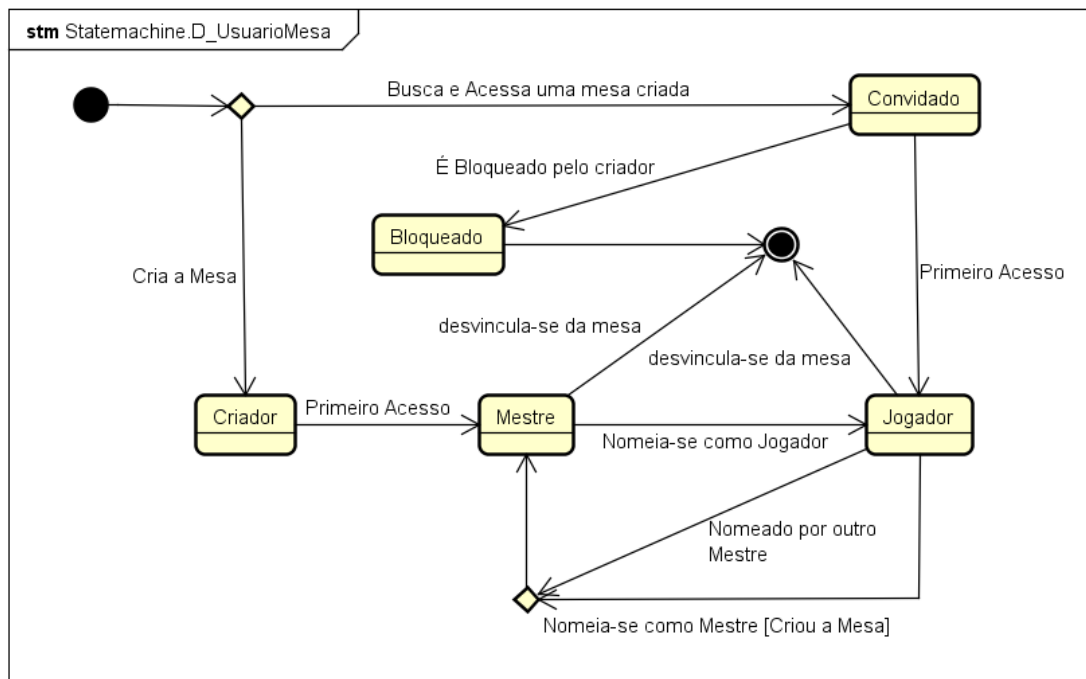 stm Statemachine.D_UsuarioMesa
Busca e Acessa uma mesa criada
Convidado
É Bloqueado pelo criador
Bloqueado
Cria a Mesa
Primeiro Acesso
desvincula-se da mesa
desvincula-se da mesa
Criador
Primeiro Acesso
Mestre
Nomeia-se como Jogador
Jogador
Nomeado por outro
Mestre
Nomeia-se como Mestre [Criou a Mesa]